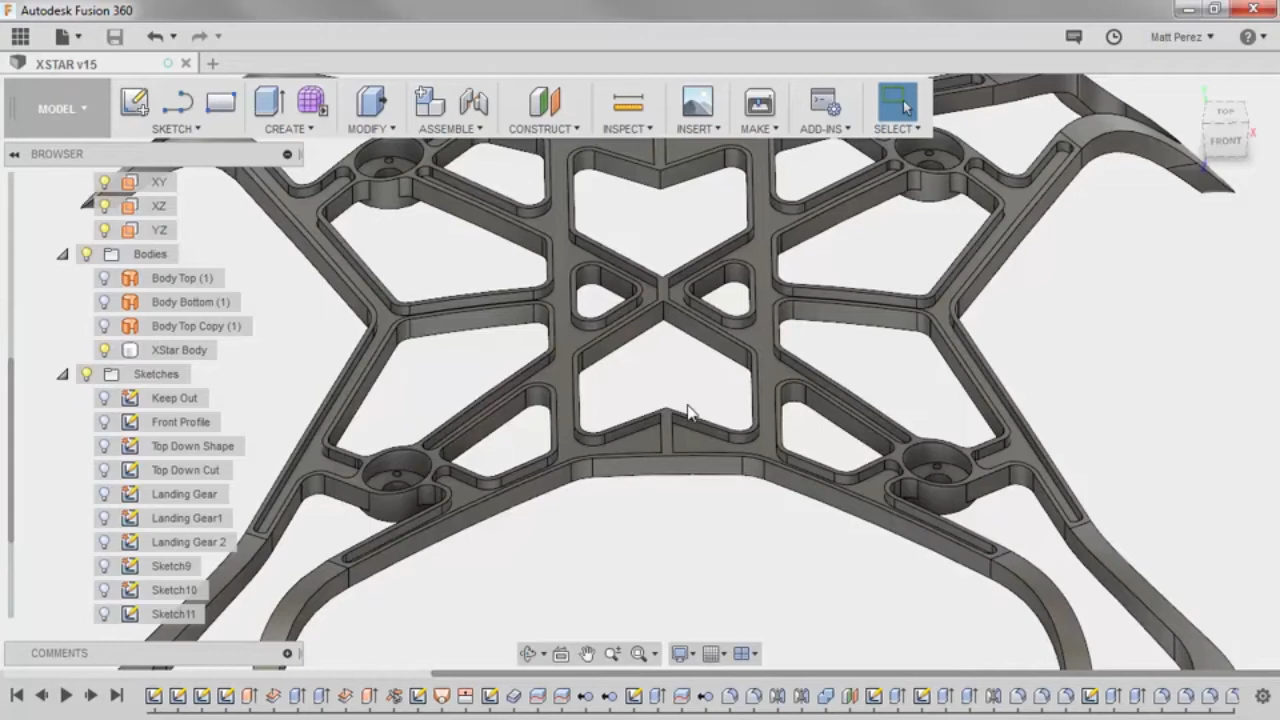 Autodesk Fusion 360
Matt Perez
XSTAR v15
MODEL
SKETCH
CREATE
MODIFY
ASSEMBLE
CONSTRUCT
INSPECT
INSERT
MAKE
ADD-INS
SELECT
TOP
FRONT
X
BROWSER
XY
XZ
YZ
Bodies
Body Top (1)
Body Bottom (1)
Body Top Copy (1)
XStar Body
Sketches
Keep Out
Front Profile
Top Down Shape
Top Down Cut
Landing Gear
Landing Gear1
Landing Gear 2
Sketch9
Sketch10
Sketch11
COMMENTS